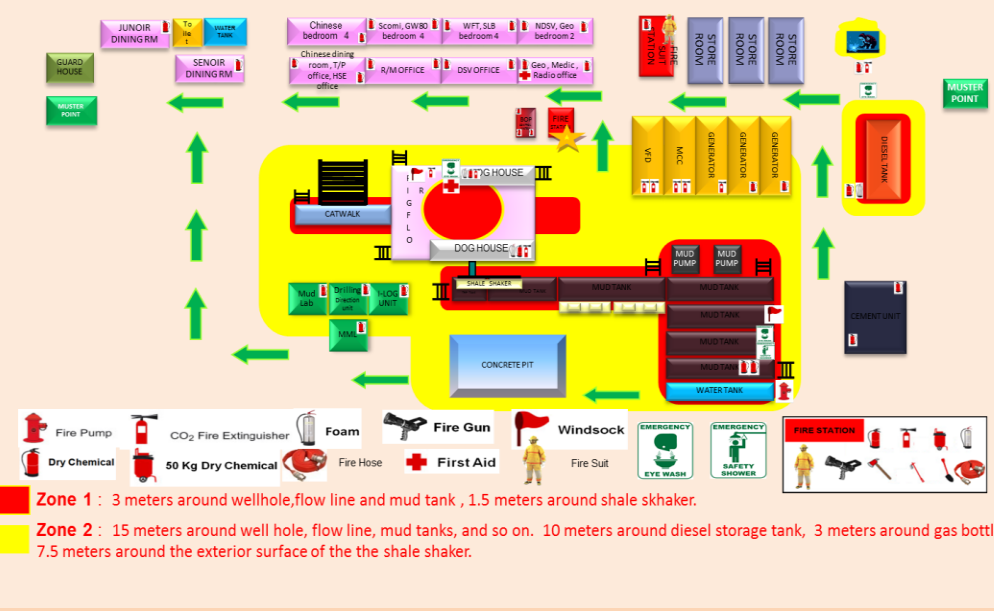 JUNOIR
DINING RM
To
ile
t
WATER
TANK
Chinese
bedroom 4
Scomi, GW80
bedroom 4
WFT, SLB
bedroom 4
NDSV, Geo
bedroom 2
FIRE
SUIT
STORE
ROOM
STORE
ROOM
STORE
ROOM
GUARD
HOUSE
SENOIR
DINING RM
Chinese dining
room , T/P
office, HSE
office
R/M OFFICE
DSV OFFICE
Geo , Medic ,
Radio office
MUSTER
POINT
MUSTER
POINT
BOP
FIRE
VFD
MCC
GENERATOR
GENERATOR
GENERATOR
DIESEL TANK
DOG HOUSE
CATWALK
R
I
G
F
L
O
DOG HOUSE
MUD
PUMP
MUD
PUMP
SHALE SHAKER
MUD TANK
MUD TANK
MUD TANK
Mud
Lab
Drilling
Direction
unit
I-LOG
UNIT
MUD TANK
CEMENT UNIT
MUD TANK
CONCRETE PIT
MUD TANK
WATER TANK
Fire Pump
CO₂ Fire Extinguisher
Foam
Fire Gun
Windsock
EMERGENCY
EYE WASH
EMERGENCY
SAFETY
SHOWER
FIRE STATION
Dry Chemical
50 Kg Dry Chemical
Fire Hose
First Aid
Fire Suit
Zone 1 : 3 meters around wellhole,flow line and mud tank , 1.5 meters around shale skhaker.
Zone 2 : 15 meters around well hole, flow line, mud tanks, and so on. 10 meters around diesel storage tank, 3 meters around gas bottl
7.5 meters around the exterior surface of the the shale shaker.